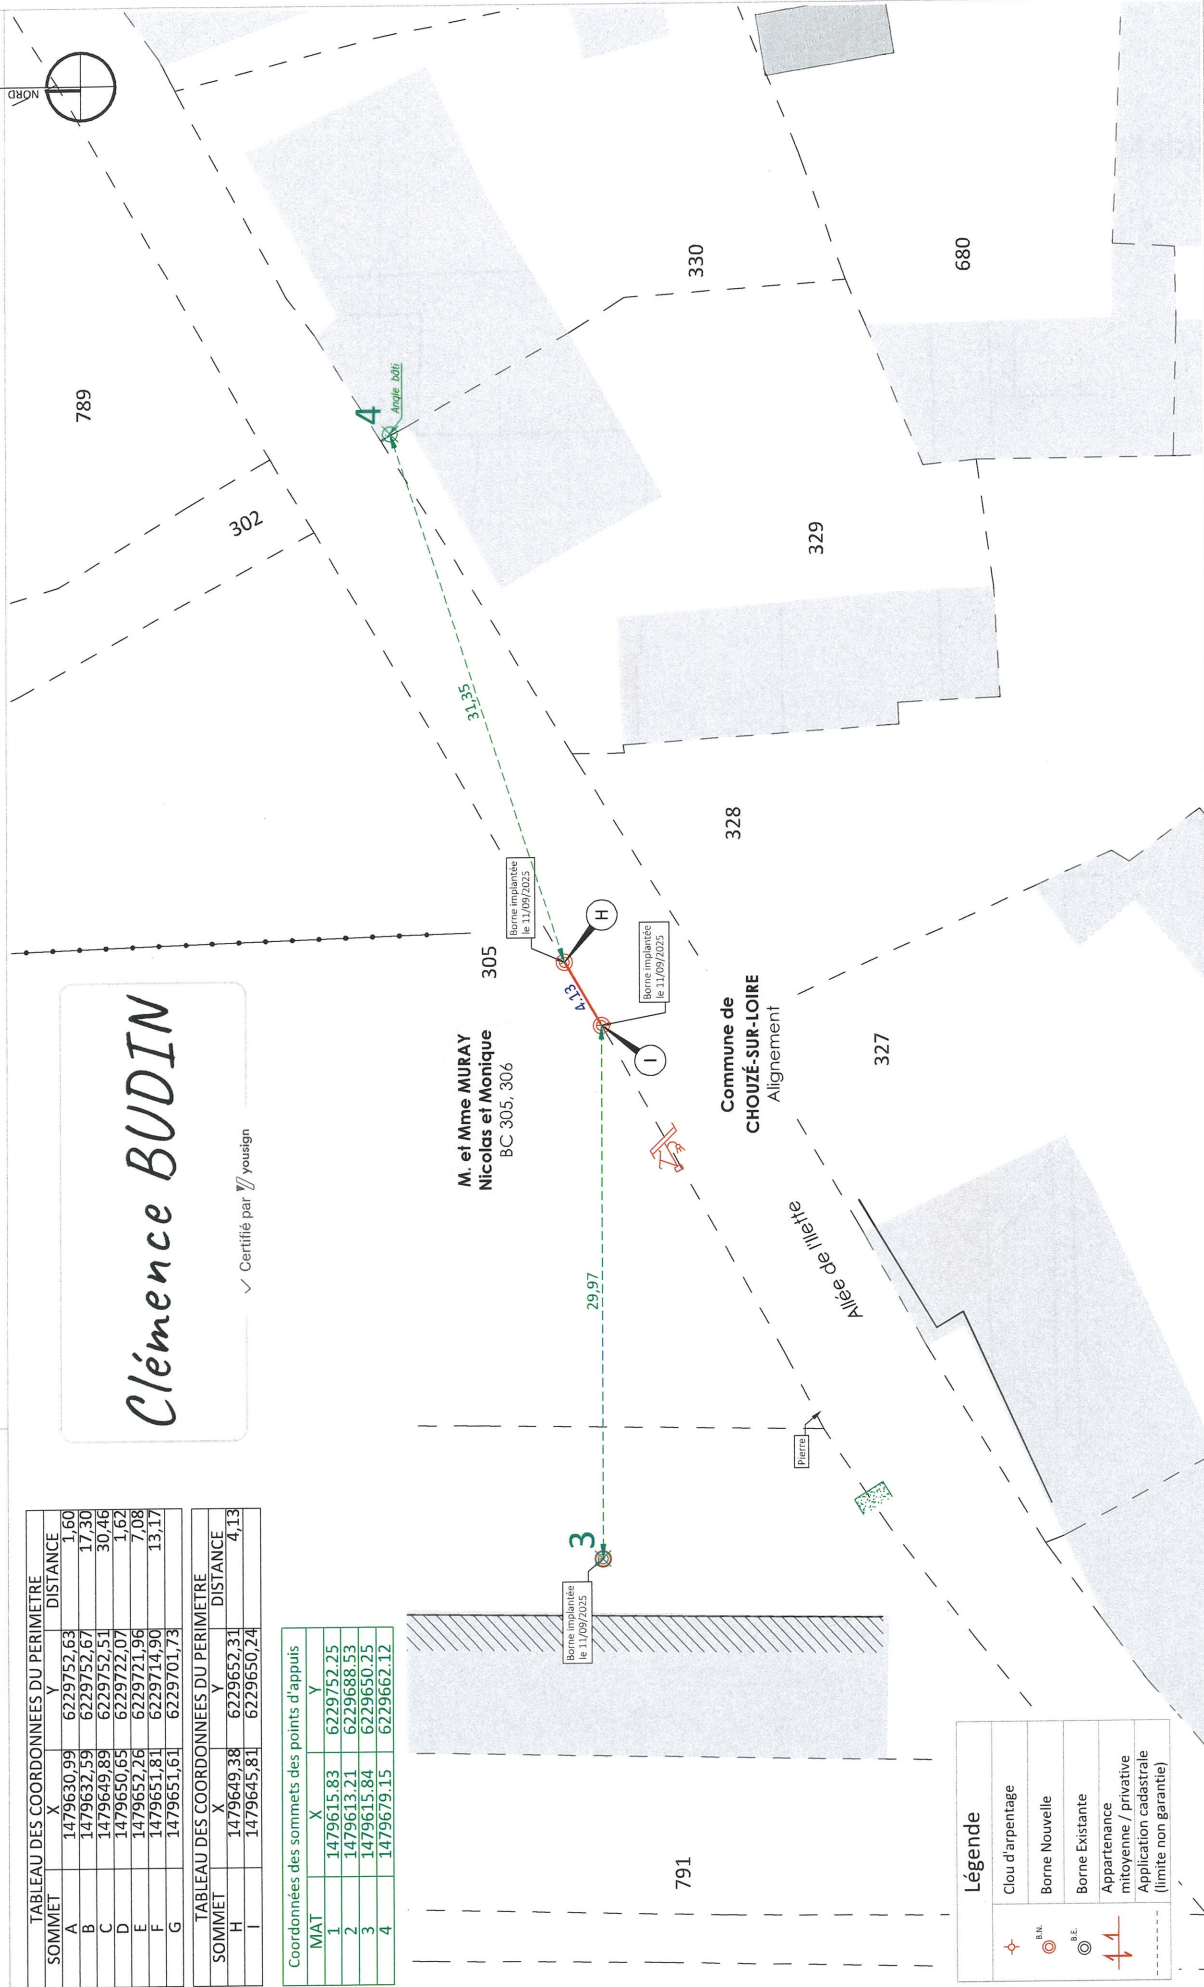 TABLEAU DES COORDONNEES DU PERIMETRE
SOMMET X Y DISTANCE
A 1479630,99 6229752,63 1,60
B 1479632,59 6229752,67 17,30
C 1479649,89 6229752,51 30,46
D 1479650,65 6229722,07 1,62
E 1479652,26 6229721,96 7,08
F 1479651,81 6229714,90 13,17
G 1479651,61 6229701,73
TABLEAU DES COORDONNEES DU PERIMETRE
SOMMET X Y DISTANCE
H 1479649,38 6229652,31 4,13
I 1479645,81 6229650,24
Coordonnées des sommets des points d'appuis
MAT X Y
1 1479615.83 6229752.25
2 1479613.21 6229688.53
3 1479615.84 6229650.25
4 1479679.15 6229662.12
Clémence BUDIN
✓ Certifié par yousign
NORD
789
302
4
Angle bâti
31,35
330
680
329
328
305
Borne implantée
le 11/09/2025
H
4,13
Borne implantée
le 11/09/2025
I
M. et Mme MURAY
Nicolas et Monique
BC 305, 306
Commune de
CHOUZÉ-SUR-LOIRE
Alignement
327
29,97
Allée de l'Ilette
Pierre
3
Borne implantée
le 11/09/2025
791
Légende
Clou d'arpentage
B.N.
Borne Nouvelle
B.E.
Borne Existante
Appartenance
mitoyenne / privative
Application cadastrale
(limite non garantie)